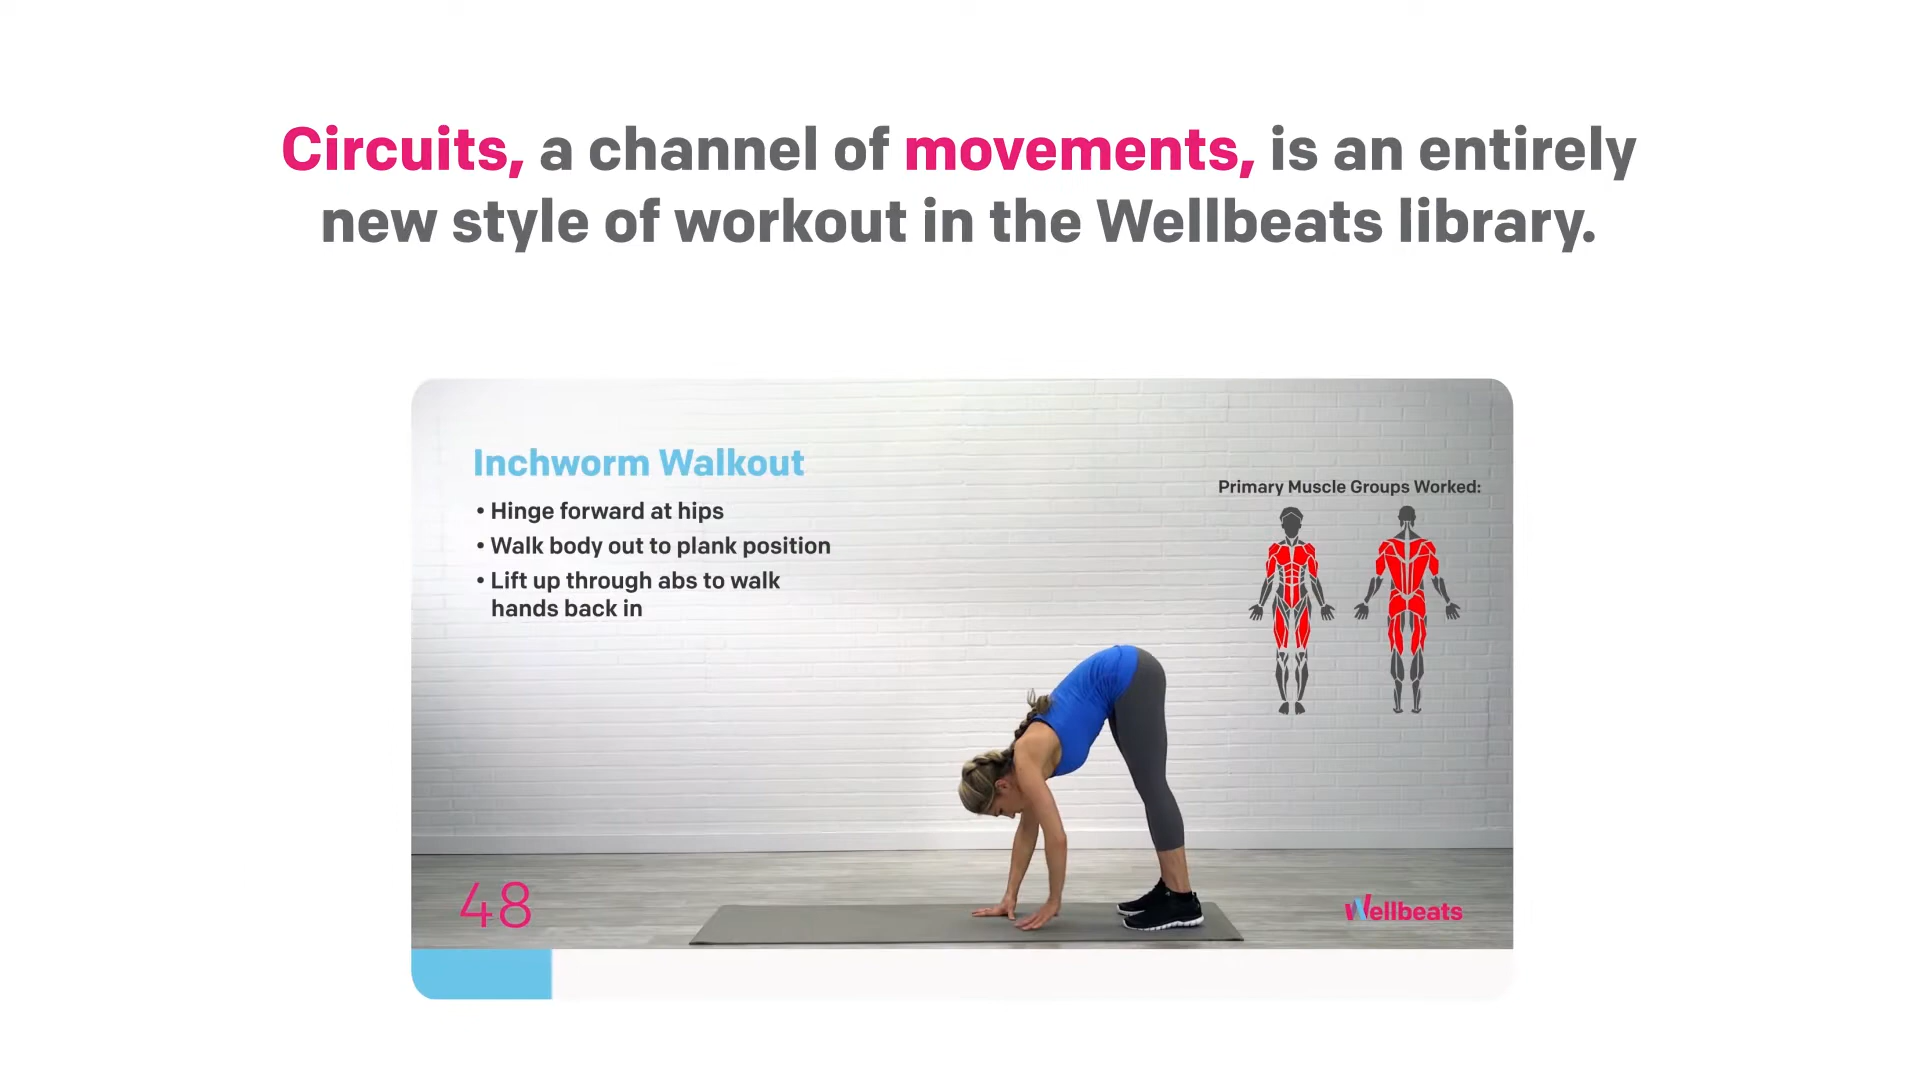 Circuits, a channel of movements, is an entirely
new style of workout in the Wellbeats library.
Inchworm Walkout
• Hinge forward at hips
• Walk body out to plank position
• Lift up through abs to walk
hands back in
Primary Muscle Groups Worked:
48
Wellbeats